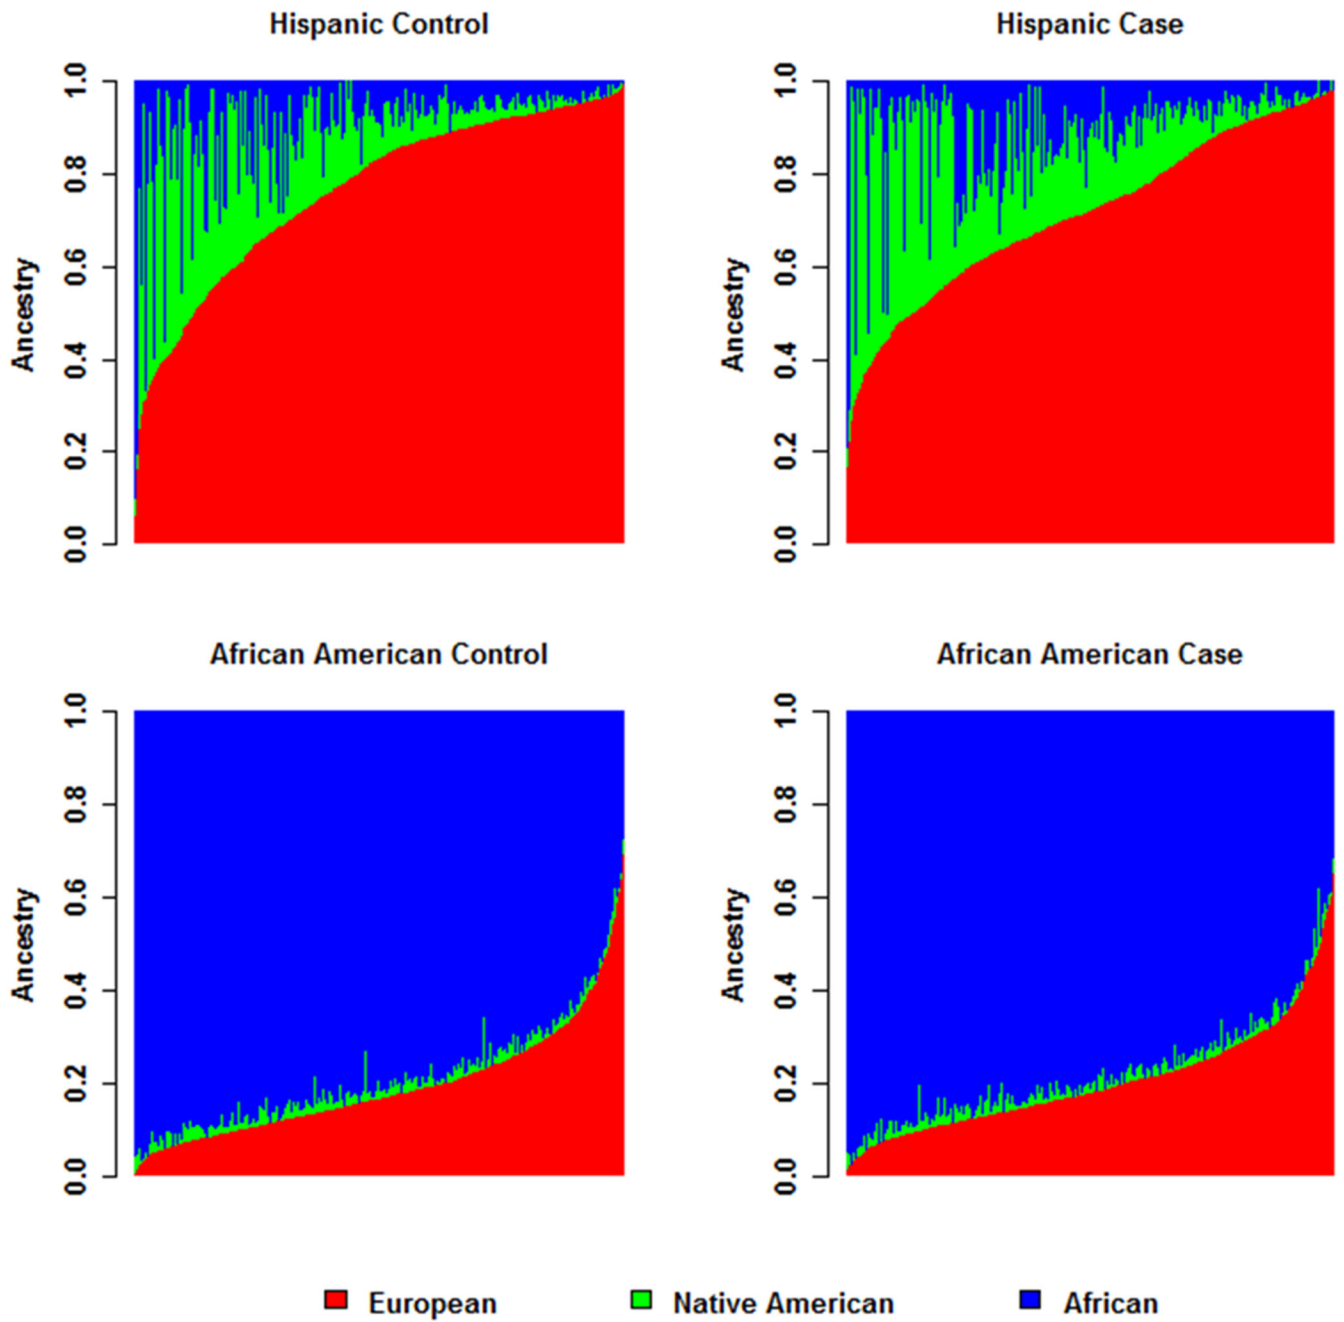 Hispanic Control
Hispanic Case
Ancestry
0.0 0.2 0.4 0.6 0.8 1.0
Ancestry
0.0 0.2 0.4 0.6 0.8 1.0
African American Control
African American Case
Ancestry
0.0 0.2 0.4 0.6 0.8 1.0
Ancestry
0.0 0.2 0.4 0.6 0.8 1.0
European
Native American
African